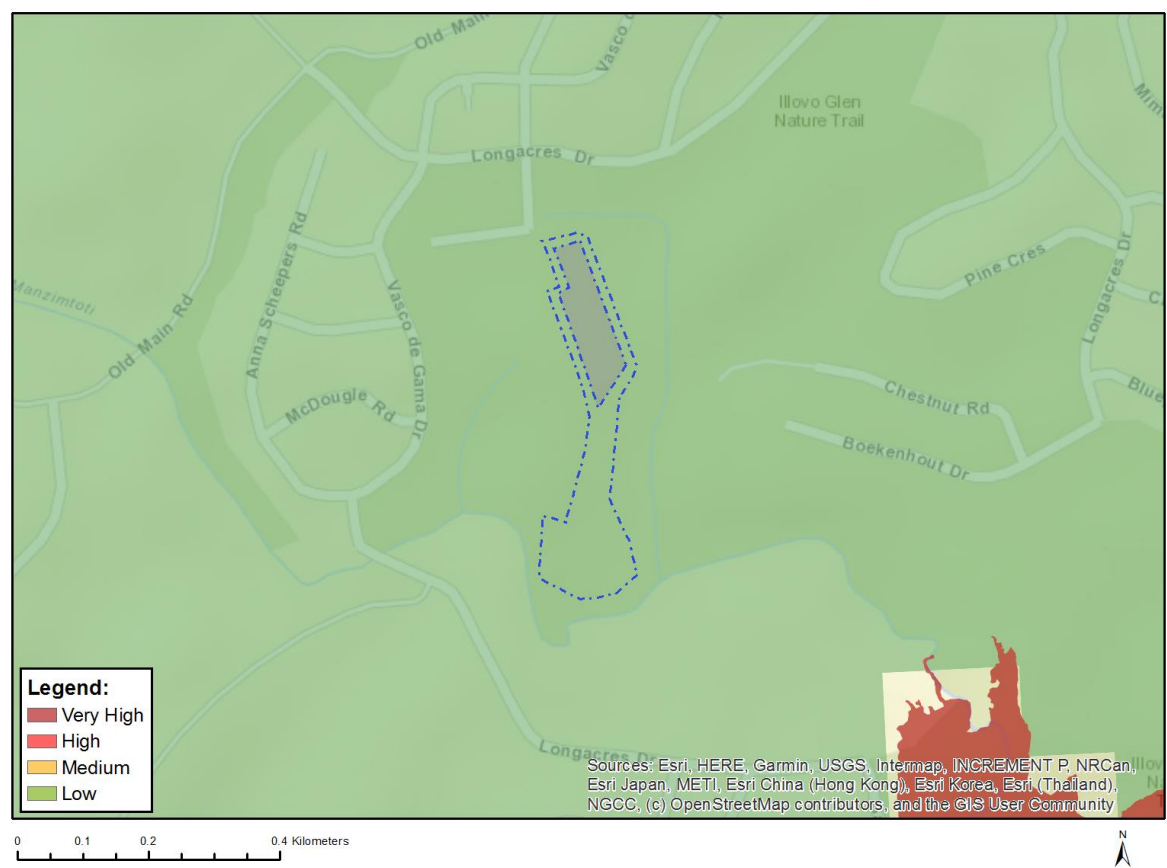 Old Main
Vasco d
Illovo Glen
Nature Trail
Mim
Longacres Dr
Anna Scheepers Rd
Pine Cres
Longacres Dr
Manzimtoti
Old Main Rd
Vasco de Gama Dr
McDougle Rd
Chestnut Rd
Blue
Boekenhout Dr
Legend:
Very High
High
Medium
Low
Longacres Dr
Illov
Na
T
Sources: Esri, HERE, Garmin, USGS, Intermap, INCREMENT P, NRCan,
Esri Japan, METI, Esri China (Hong Kong), Esri Korea, Esri (Thailand),
NGCC, (c) OpenStreetMap contributors, and the GIS User Community
0 0.1 0.2 0.4 Kilometers
N